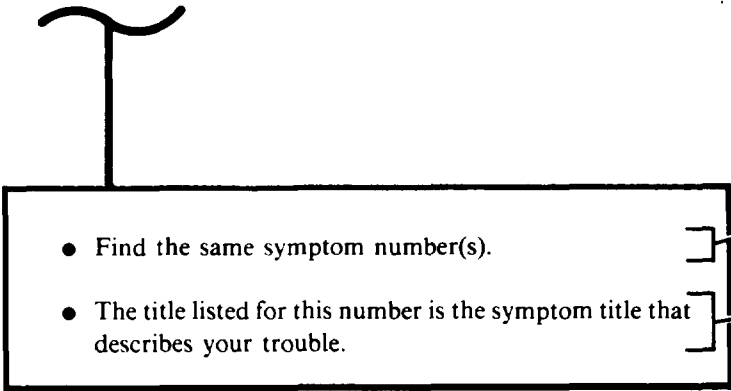 ● Find the same symptom number(s).
● The title listed for this number is the symptom title that
describes your trouble.